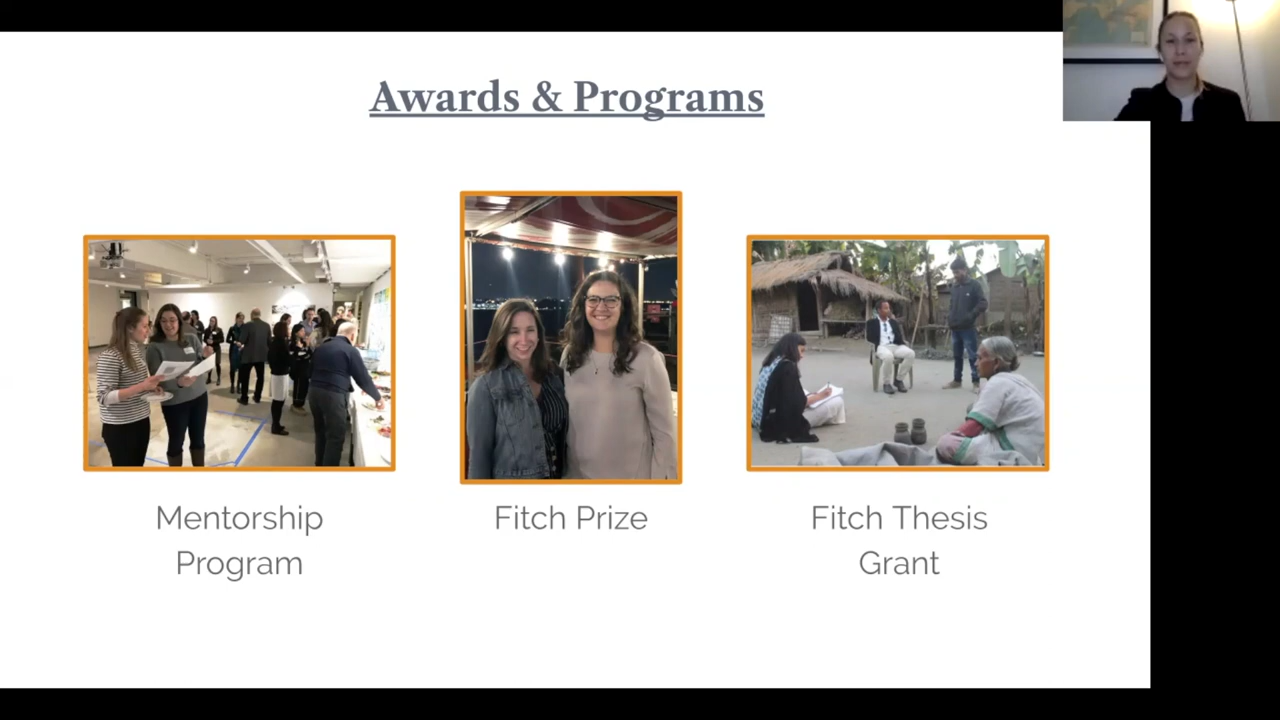 Awards & Programs
Mentorship
Program
Fitch Prize
Fitch Thesis
Grant